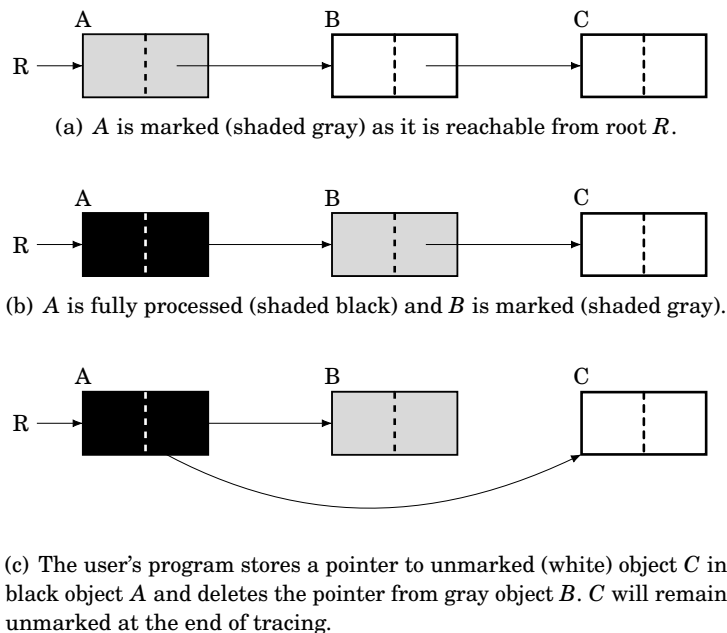 A B C
R
(a) A is marked (shaded gray) as it is reachable from root R.
A B C
R
(b) A is fully processed (shaded black) and B is marked (shaded gray).
A B C
R
(c) The user's program stores a pointer to unmarked (white) object C in
black object A and deletes the pointer from gray object B. C will remain
unmarked at the end of tracing.